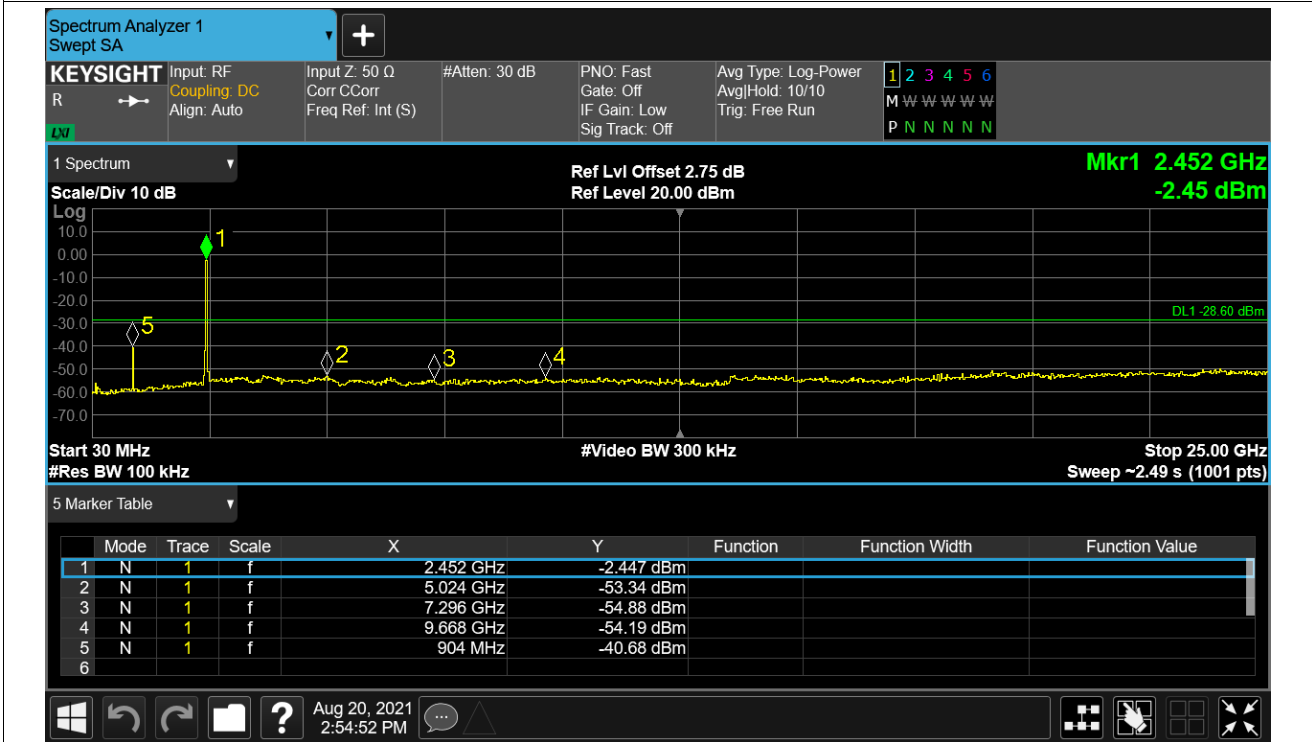 Spectrum Analyzer 1
Swept SA
KEYSIGHT Input: RF Input Z: 50 Ω #Atten: 30 dB PNO: Fast Avg Type: Log-Power 1 2 3 4 5 6
R Coupling: DC Corr CCorr Gate: Off Avg|Hold: 10/10 M W W W W W
Align: Auto Freq Ref: Int (S) IF Gain: Low Trig: Free Run
LXI Sig Track: Off P N N N N N
1 Spectrum Ref Lvl Offset 2.75 dB Mkr1 2.452 GHz
Scale/Div 10 dB Ref Level 20.00 dBm -2.45 dBm
Log
10.0
1
0.00
-10.0
-20.0
DL1 -28.60 dBm
-30.0
5
-40.0
2 3 4
-50.0
-60.0
-70.0
Start 30 MHz #Video BW 300 kHz Stop 25.00 GHz
#Res BW 100 kHz Sweep ~2.49 s (1001 pts)
5 Marker Table
Mode Trace Scale X Y Function Function Width Function Value
1 N 1 f 2.452 GHz -2.447 dBm
2 N 1 f 5.024 GHz -53.34 dBm
3 N 1 f 7.296 GHz -54.88 dBm
4 N 1 f 9.668 GHz -54.19 dBm
5 N 1 f 904 MHz -40.68 dBm
6
? Aug 20, 2021
2:54:52 PM